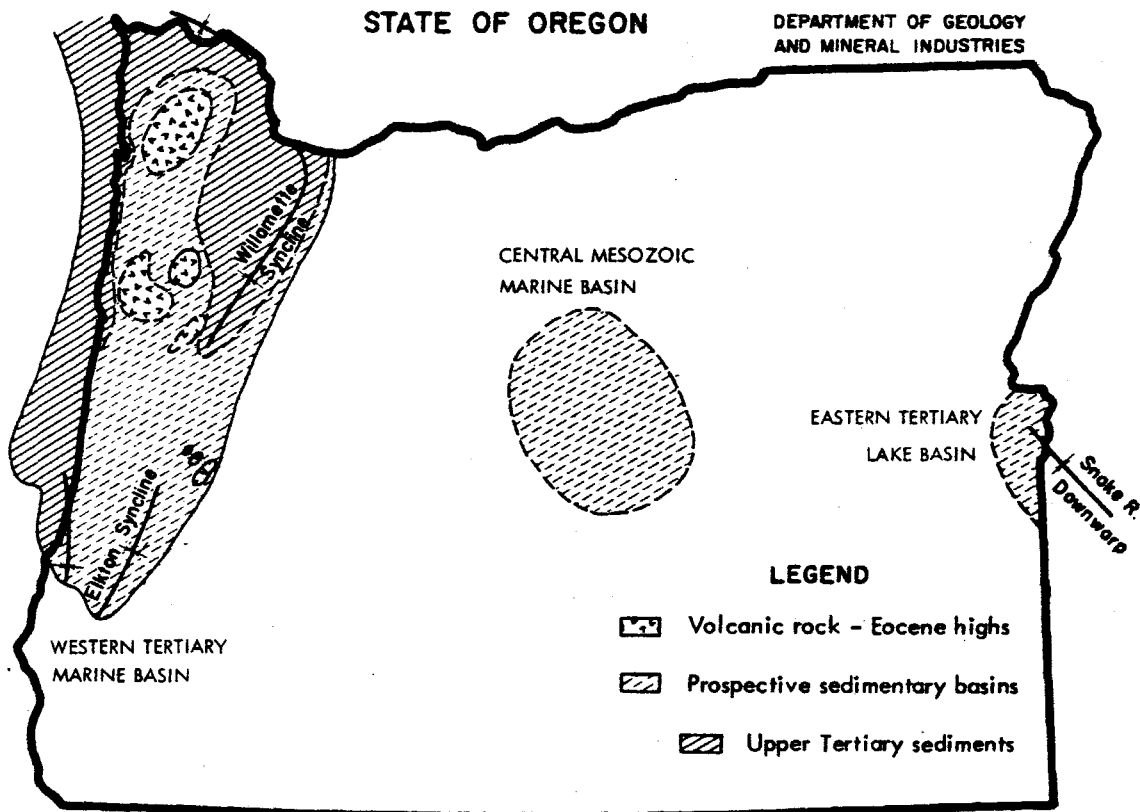 STATE OF OREGON
DEPARTMENT OF GEOLOGY
AND MINERAL INDUSTRIES
Willamette
Syncline
CENTRAL MESOZOIC
MARINE BASIN
EASTERN TERTIARY
LAKE BASIN
Snake R.
Downwarp
Elkton Syncline
WESTERN TERTIARY
MARINE BASIN
LEGEND
Volcanic rock - Eocene highs
Prospective sedimentary basins
Upper Tertiary sediments